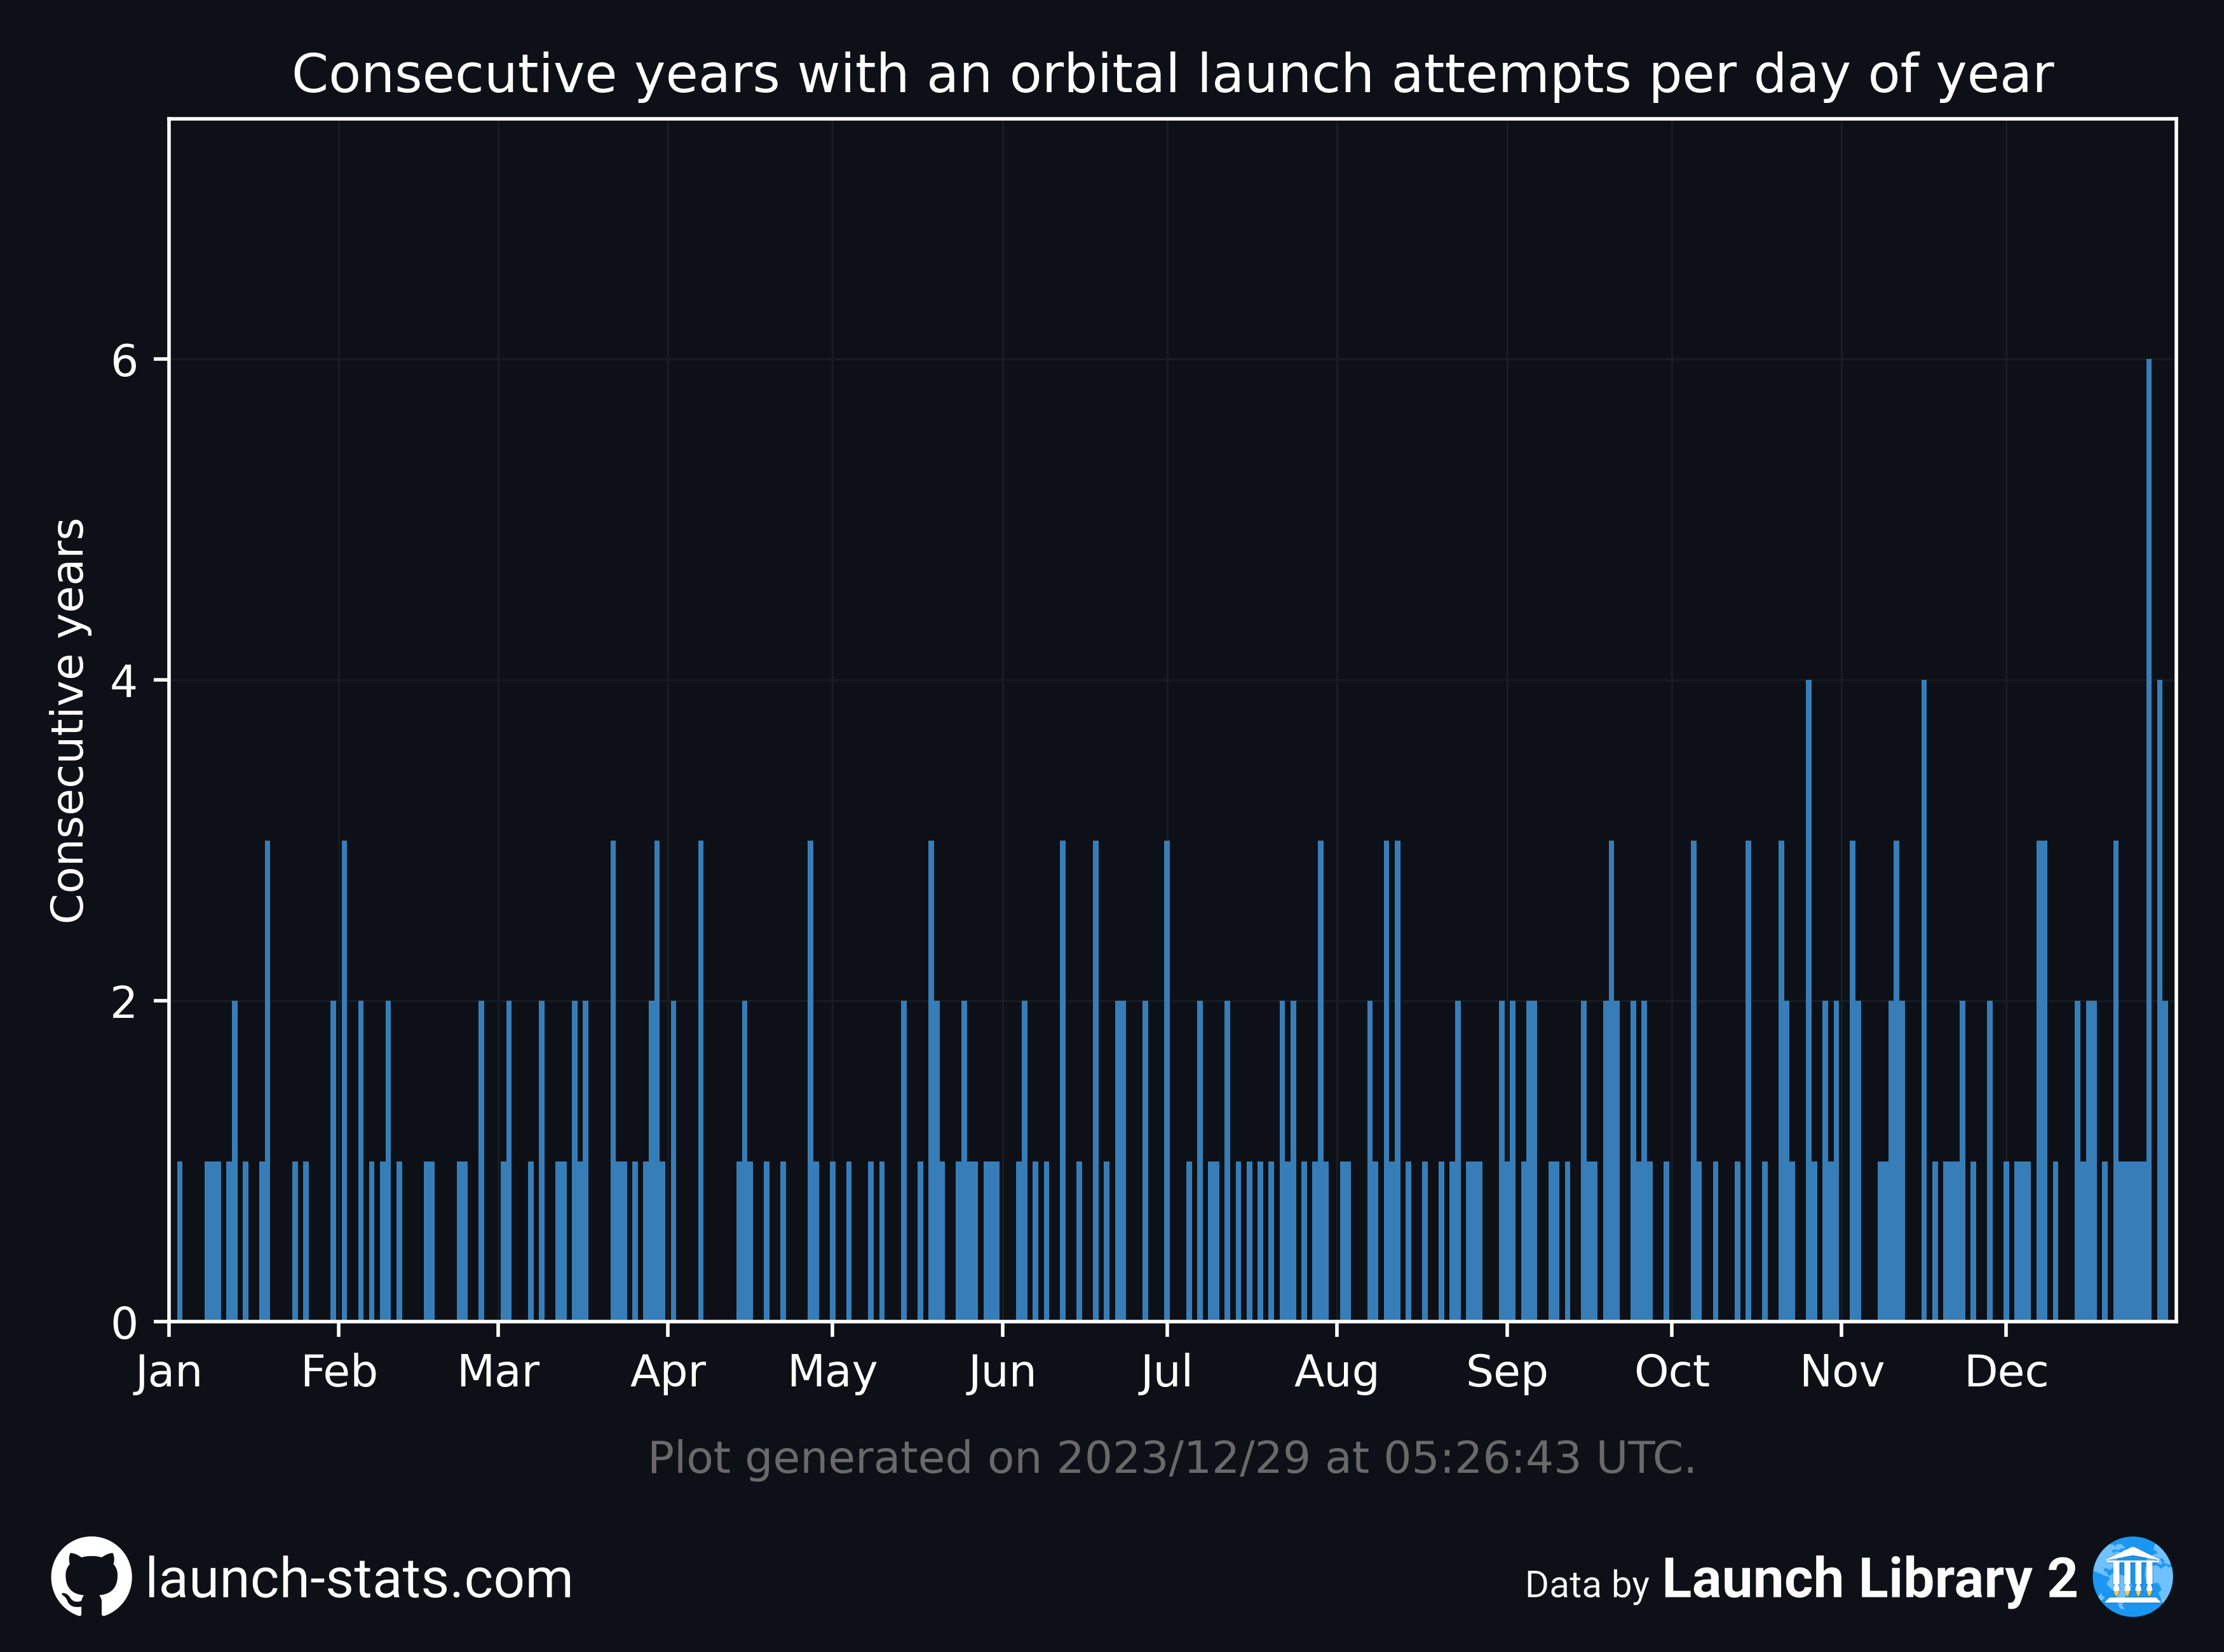 Consecutive years with an orbital launch attempts per day of year
Consecutive years
6
4
2
0
Jan Feb Mar Apr May Jun Jul Aug Sep Oct Nov Dec
Plot generated on 2023/12/29 at 05:26:43 UTC.
launch-stats.com
Data by Launch Library 2